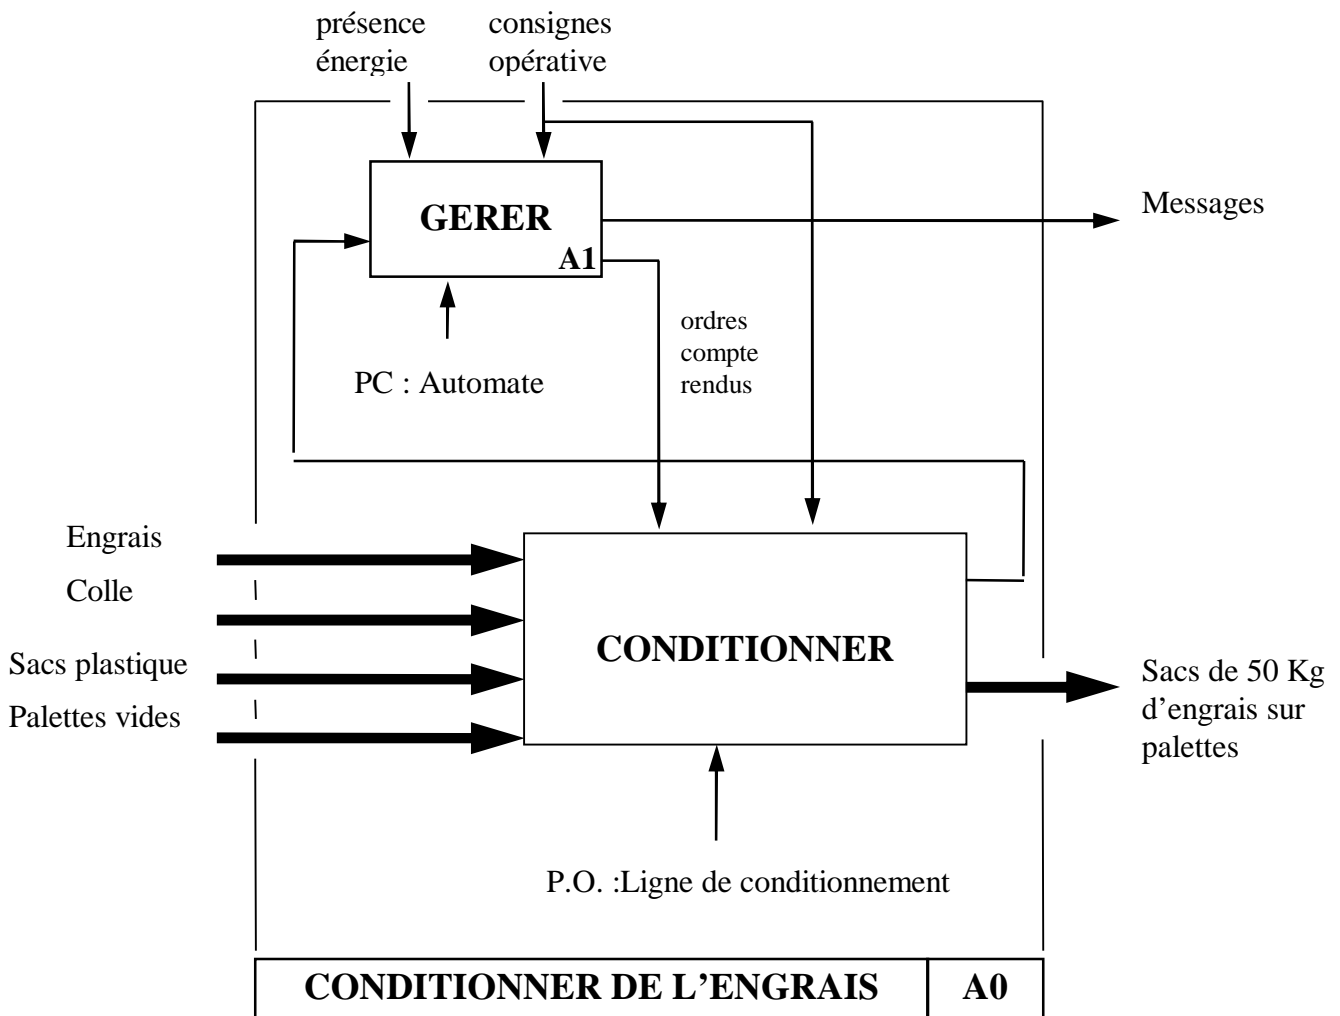 présence
énergie
consignes
opérative
GERER
A1
Messages
ordres
compte
rendus
PC : Automate
Engrais
Colle
Sacs plastique
Palettes vides
CONDITIONNER
Sacs de 50 Kg
d’engrais sur
palettes
P.O. :Ligne de conditionnement
CONDITIONNER DE L’ENGRAIS
A0